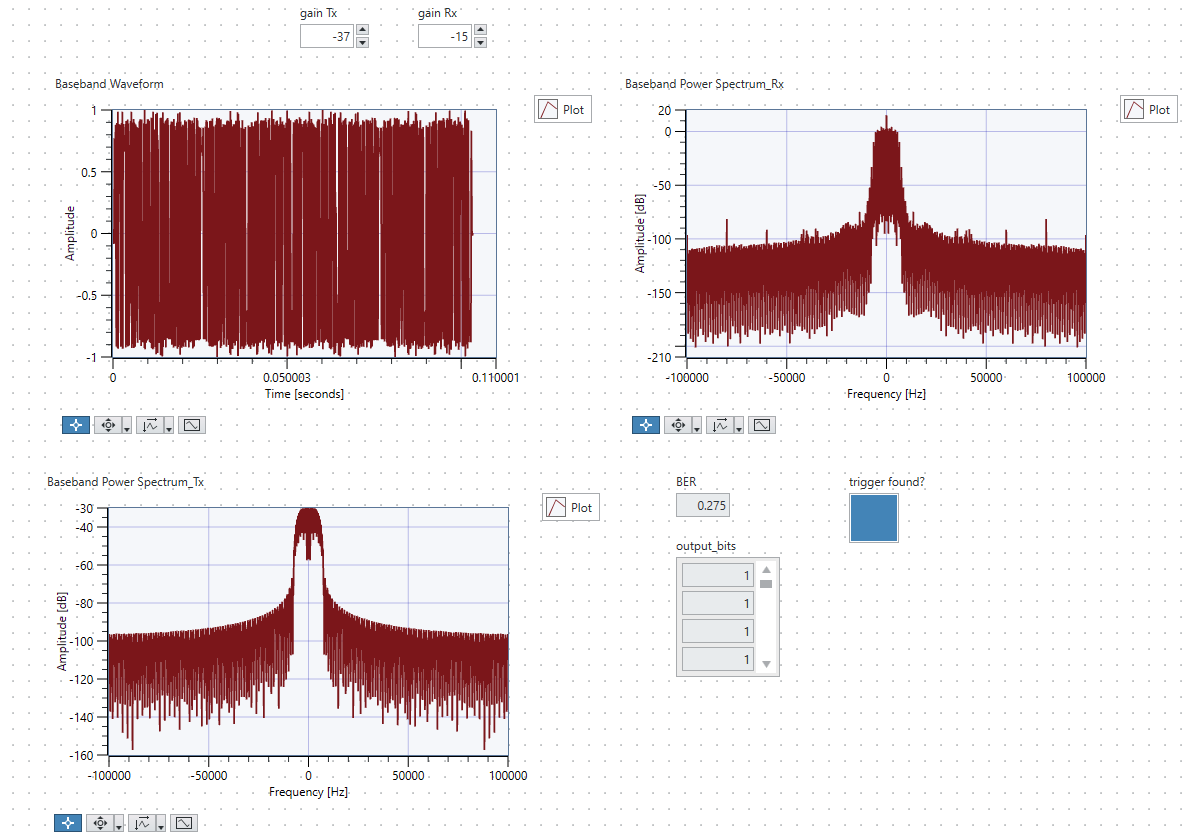 gain Tx
gain Rx
-37
-15
Baseband Waveform
Plot
1
0.5
0
-0.5
-1
Amplitude
0
0.050003
0.110001
Time [seconds]
Baseband Power Spectrum_Rx
Plot
20
0
-50
-100
-150
-210
Amplitude [dB]
-100000
-50000
0
50000
100000
Frequency [Hz]
Baseband Power Spectrum_Tx
Plot
-30
-40
-60
-80
-100
-120
-140
-160
Amplitude [dB]
-100000
-50000
0
50000
100000
Frequency [Hz]
BER
0.275
trigger found?
output_bits
1
1
1
1